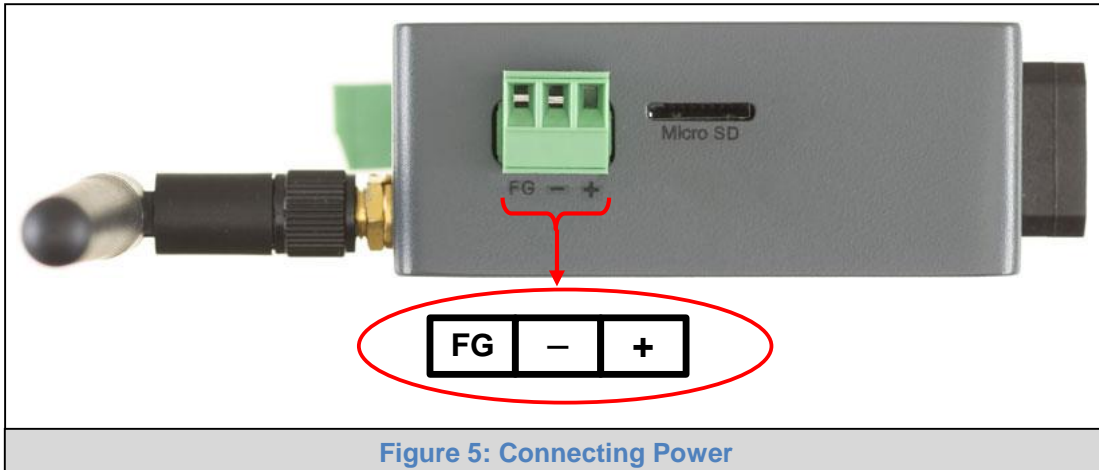 Micro SD
FG − +
FG − +
Figure 5: Connecting Power